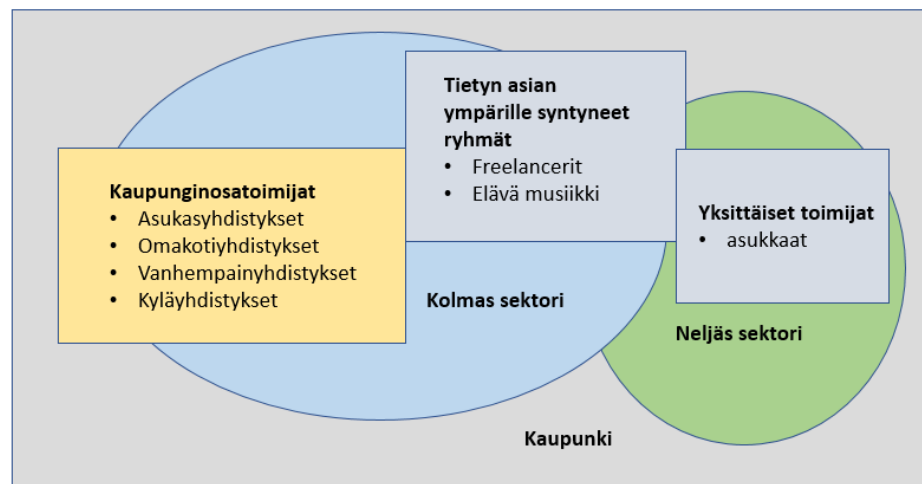 Tietyn asian
ympärille syntyneet
ryhmät
• Freelancerit
• Elävä musiikki
Kaupunginosatoimijat
• Asukasyhdistykset
• Omakotiyhdistykset
• Vanhempainyhdistykset
• Kyläyhdistykset
Yksittäiset toimijat
• asukkaat
Kolmas sektori
Neljäs sektori
Kaupunki